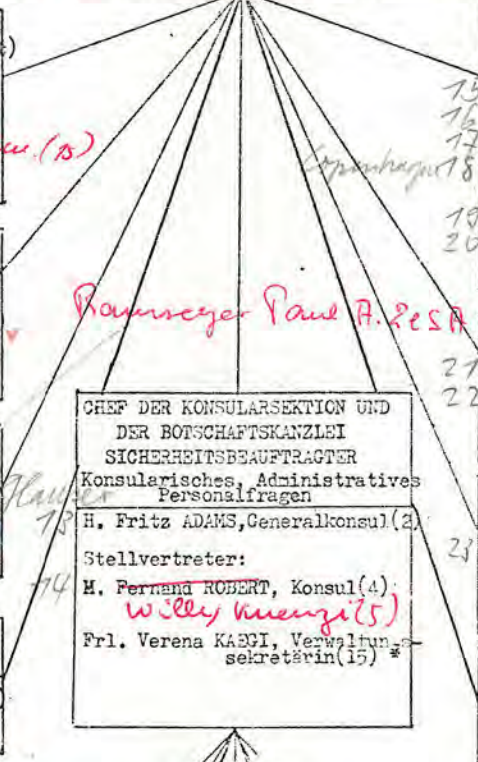 15
16
17
Copenhagen 18
19
20
Paul A. 2eSA
21
22
CHEF DER KONSULARSEKTION UND
DER BOTSCHAFTSKANZLEI
SICHERHEITSBEAUFTRAGTER
Konsularisches, Administratives
Personalfragen
13
H. Fritz ADAMS, Generalkonsul(2)
Stellvertreter:
23
14
M. Fernand ROBERT, Konsul(4)
Willy Kuenzi (5)
Frl. Verena KAEGI, Verwaltungs-
sekretärin(15) *